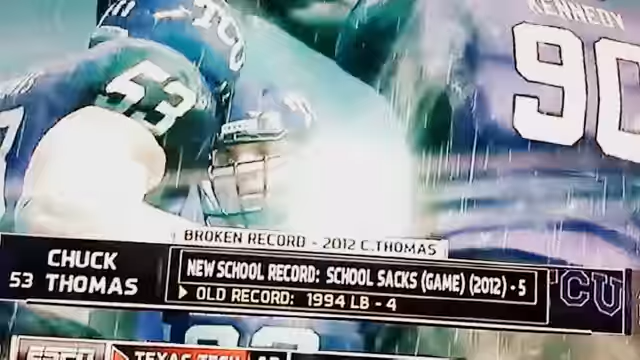 TCU
KENNEDY
53
90
BROKEN RECORD - 2012 C.THOMAS
CHUCK
53 THOMAS
NEW SCHOOL RECORD: SCHOOL SACKS (GAME) (2012) - 5
OLD RECORD: 1994 LB - 4
TCU
ESPN
TEXAS TECH